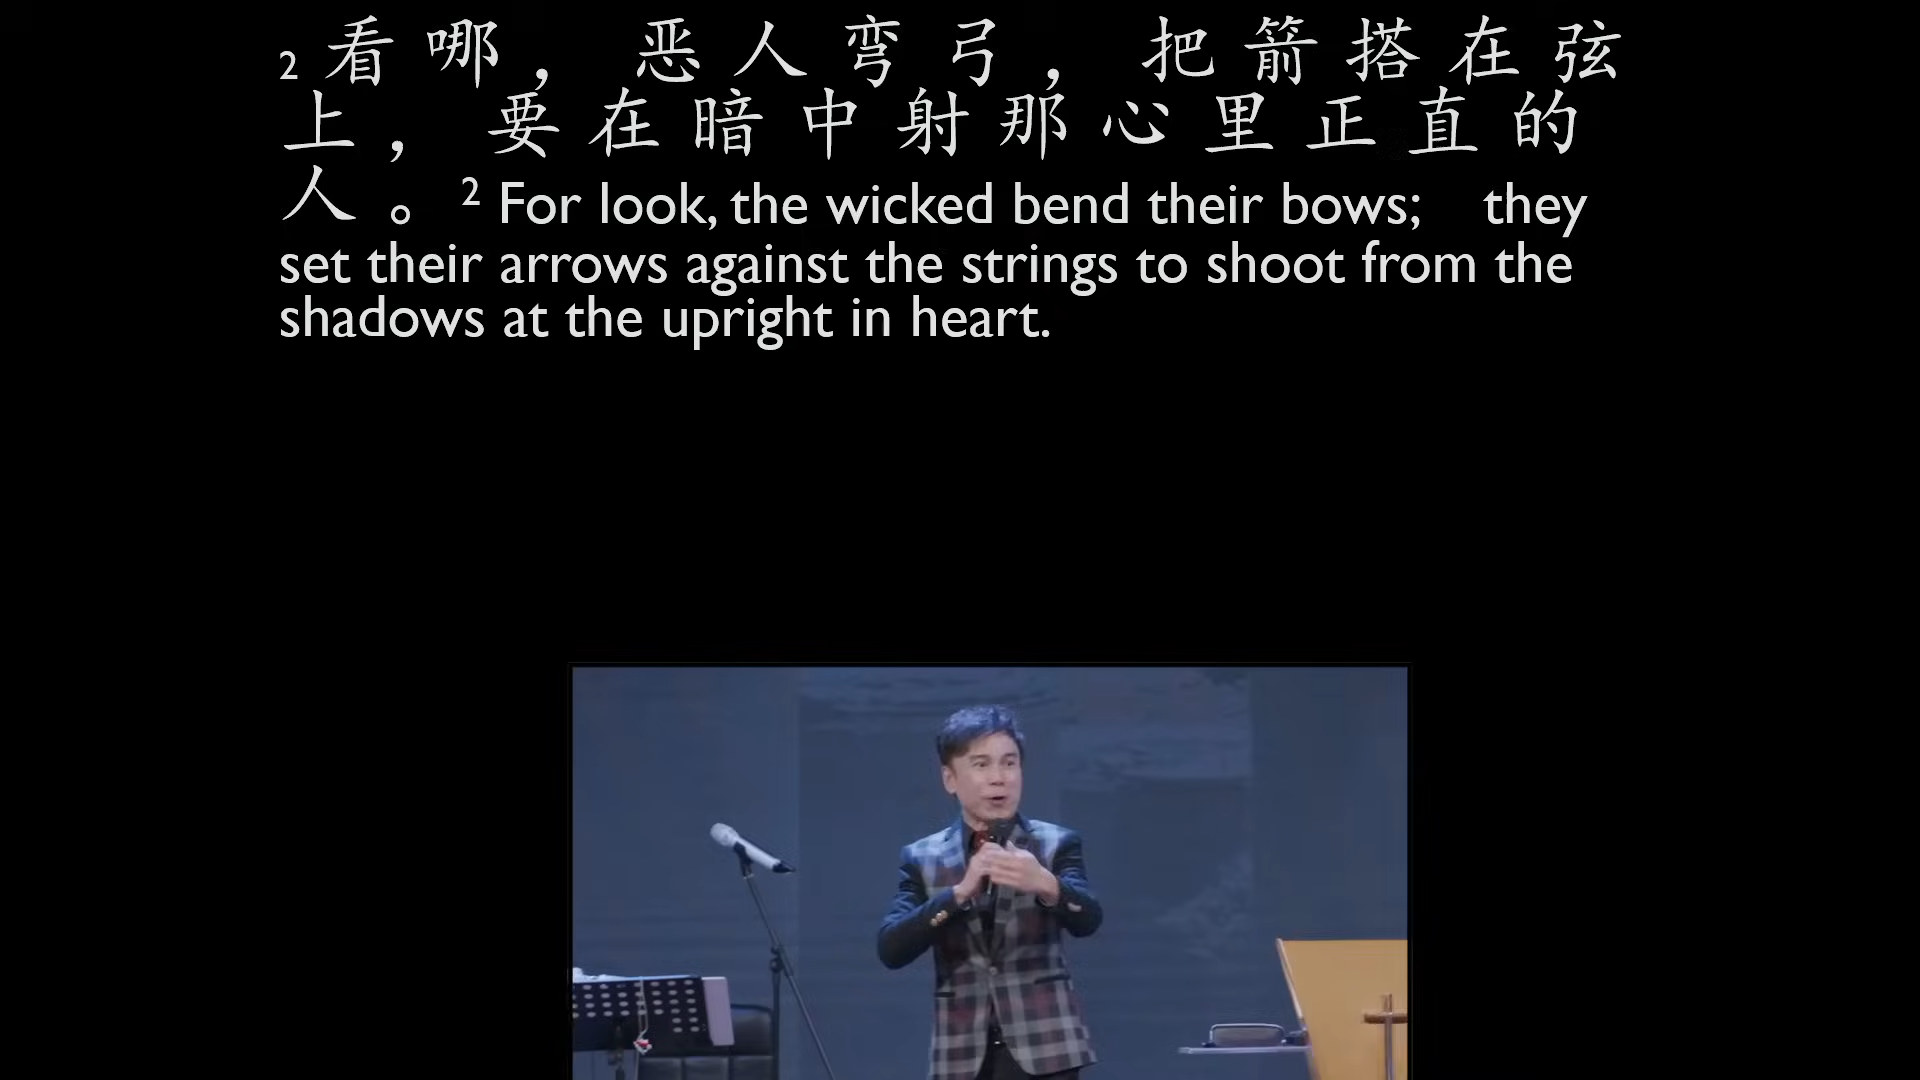 2 看哪， 恶人弯弓， 把箭搭在弦
上， 要在暗中射那心里正直的
人。 2 For look, the wicked bend their bows; they
set their arrows against the strings to shoot from the
shadows at the upright in heart.